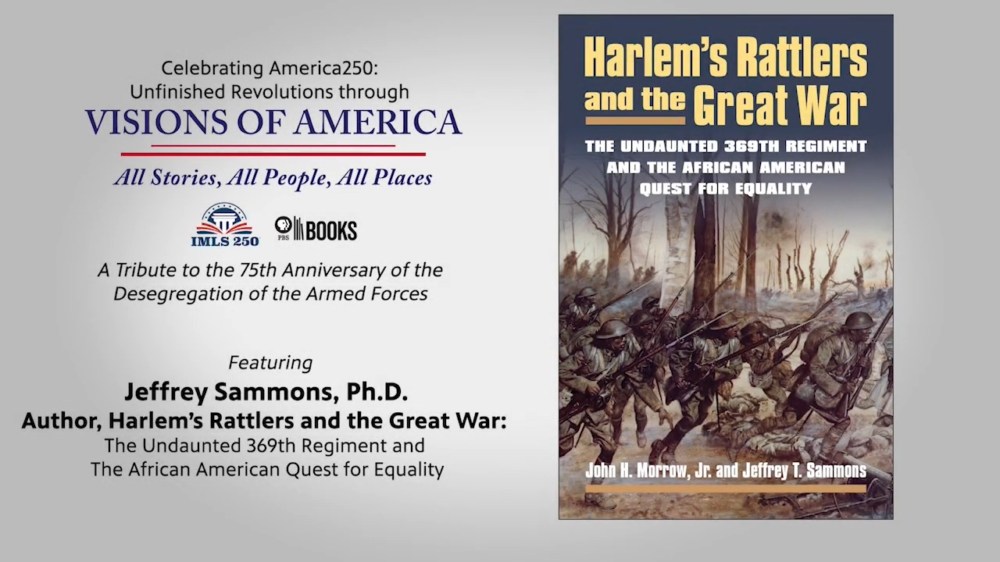 Celebrating America250:
Unfinished Revolutions through
VISIONS OF AMERICA
All Stories, All People, All Places
IMLS 250
PBS BOOKS
A Tribute to the 75th Anniversary of the
Desegregation of the Armed Forces
Featuring
Jeffrey Sammons, Ph.D.
Author, Harlem's Rattlers and the Great War:
The Undaunted 369th Regiment and
The African American Quest for Equality
Harlem's Rattlers
and the Great War
THE UNDAUNTED 369TH REGIMENT
AND THE AFRICAN AMERICAN
QUEST FOR EQUALITY
John H. Morrow, Jr. and Jeffrey T. Sammons